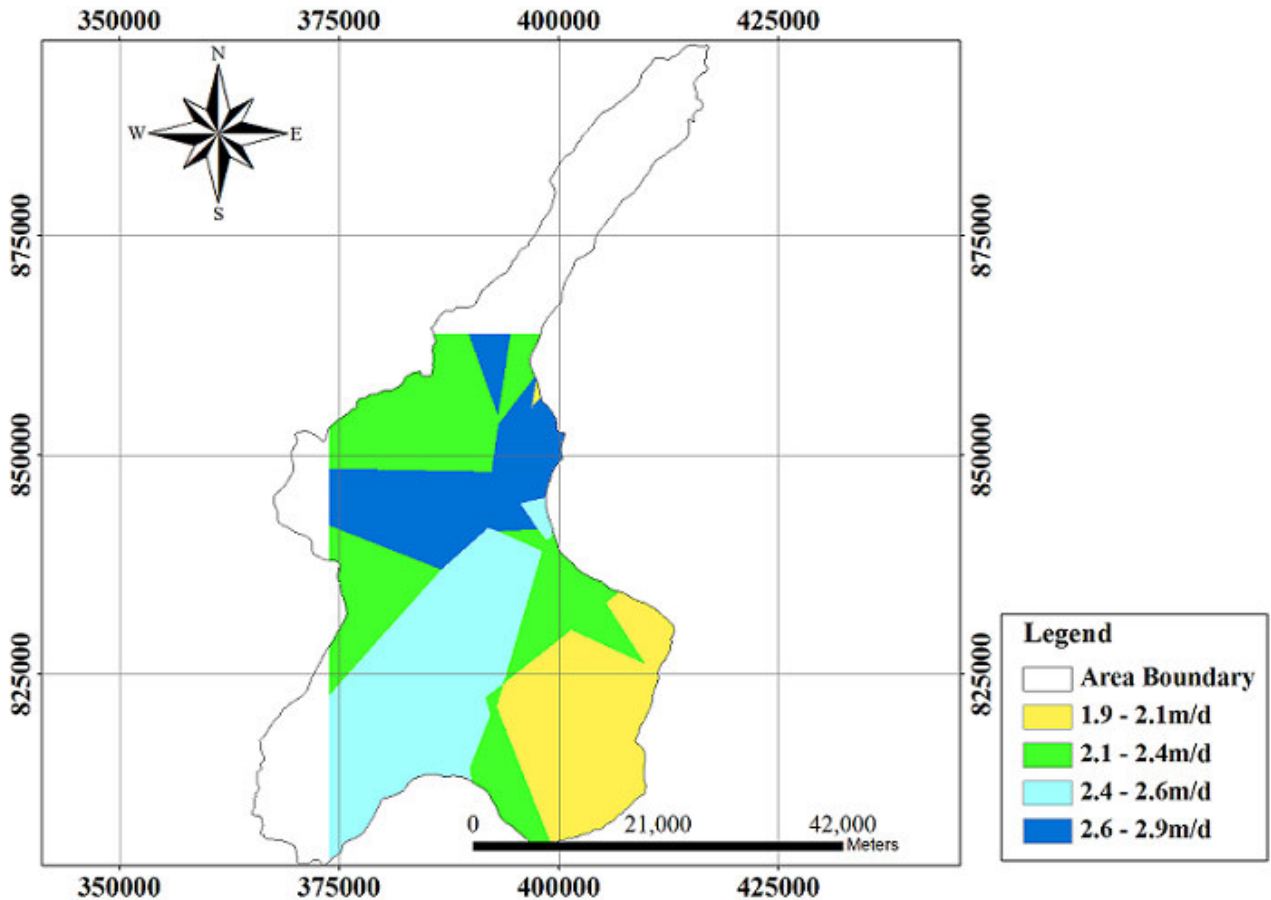 350000 375000 400000 425000
N
W E
S
875000 875000
850000 850000
825000 825000
Legend
Area Boundary
1.9 - 2.1m/d
2.1 - 2.4m/d
2.4 - 2.6m/d
2.6 - 2.9m/d
0 21,000 42,000
Meters
350000 375000 400000 425000